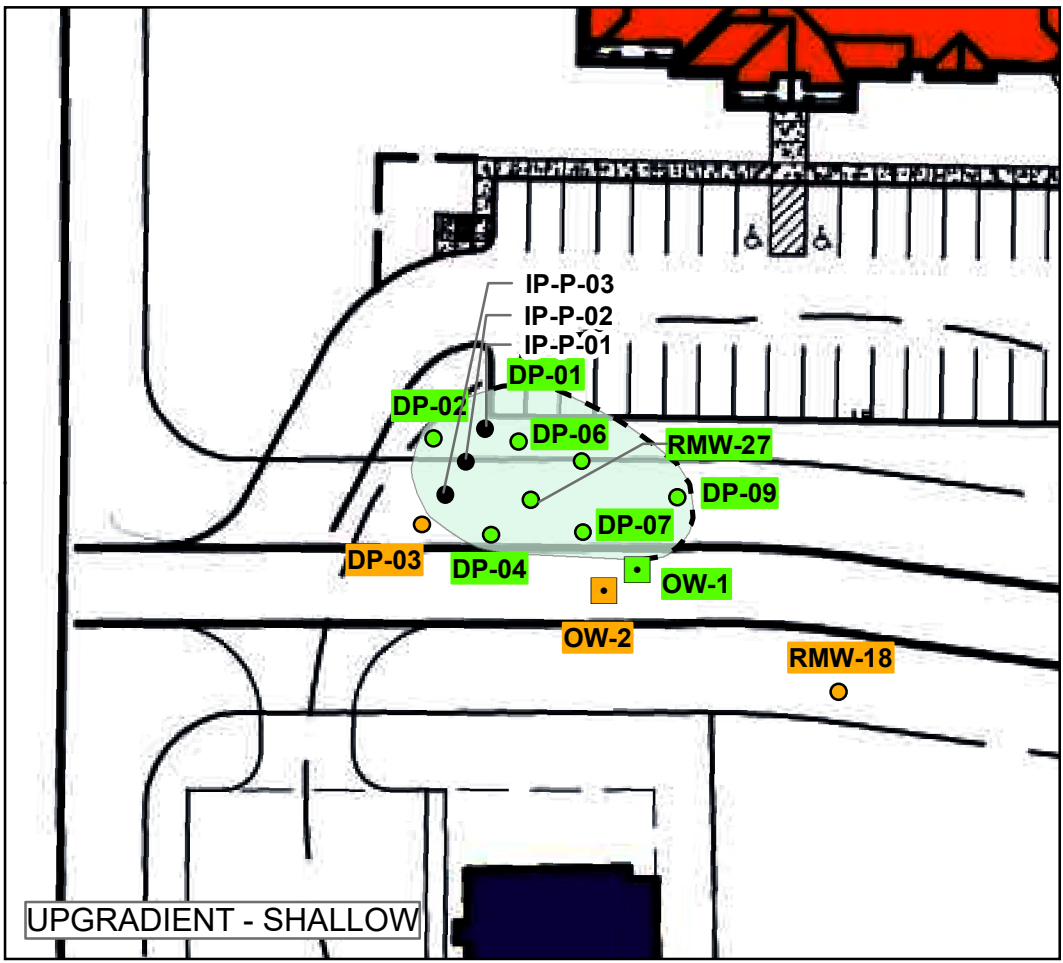 IP-P-03
IP-P-02
IP-P-01
DP-01
DP-02
DP-06
RMW-27
DP-09
DP-07
DP-03
DP-04
OW-1
OW-2
RMW-18
UPGRADIENT - SHALLOW